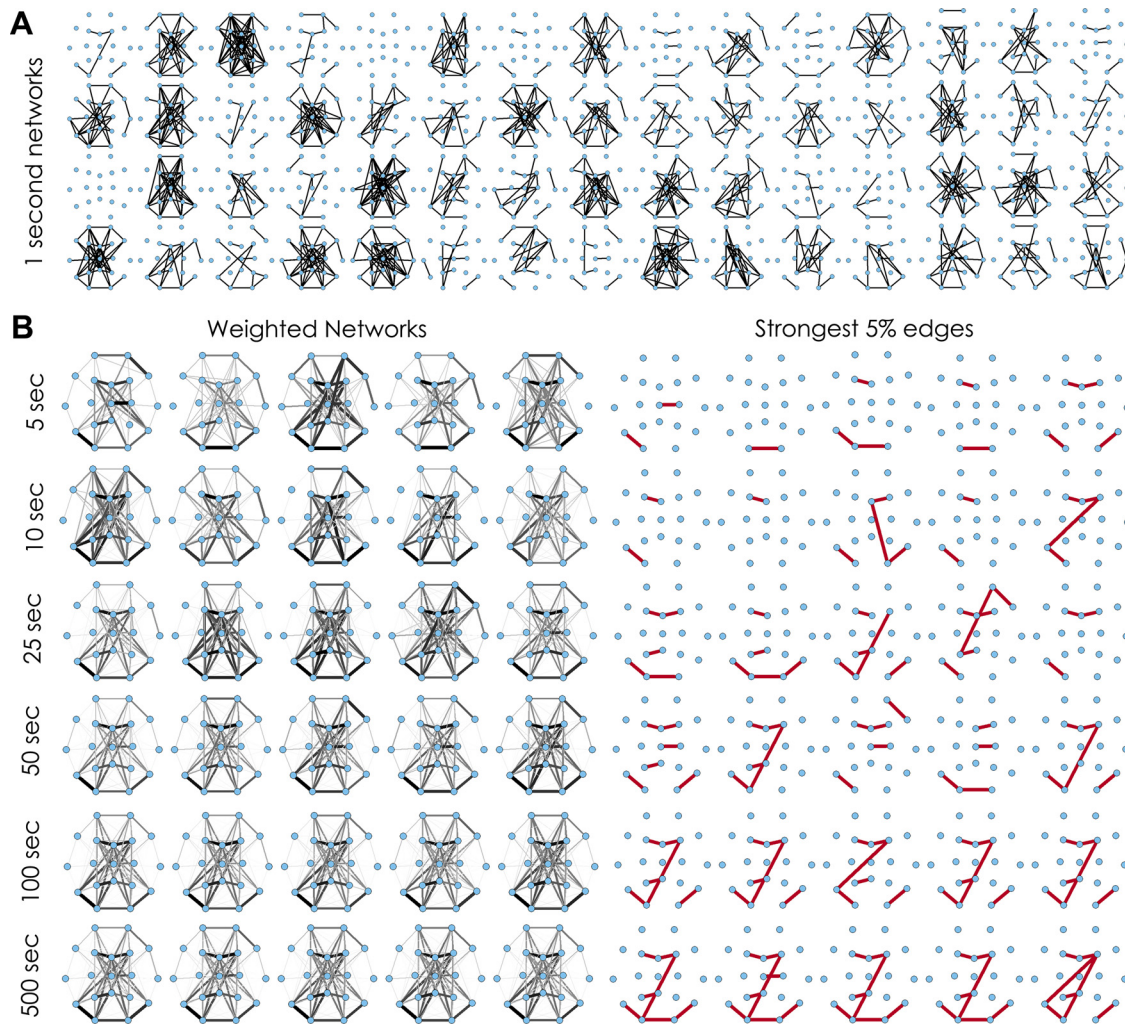 A
1 second networks
B
Weighted Networks
Strongest 5% edges
5 sec
10 sec
25 sec
50 sec
100 sec
500 sec